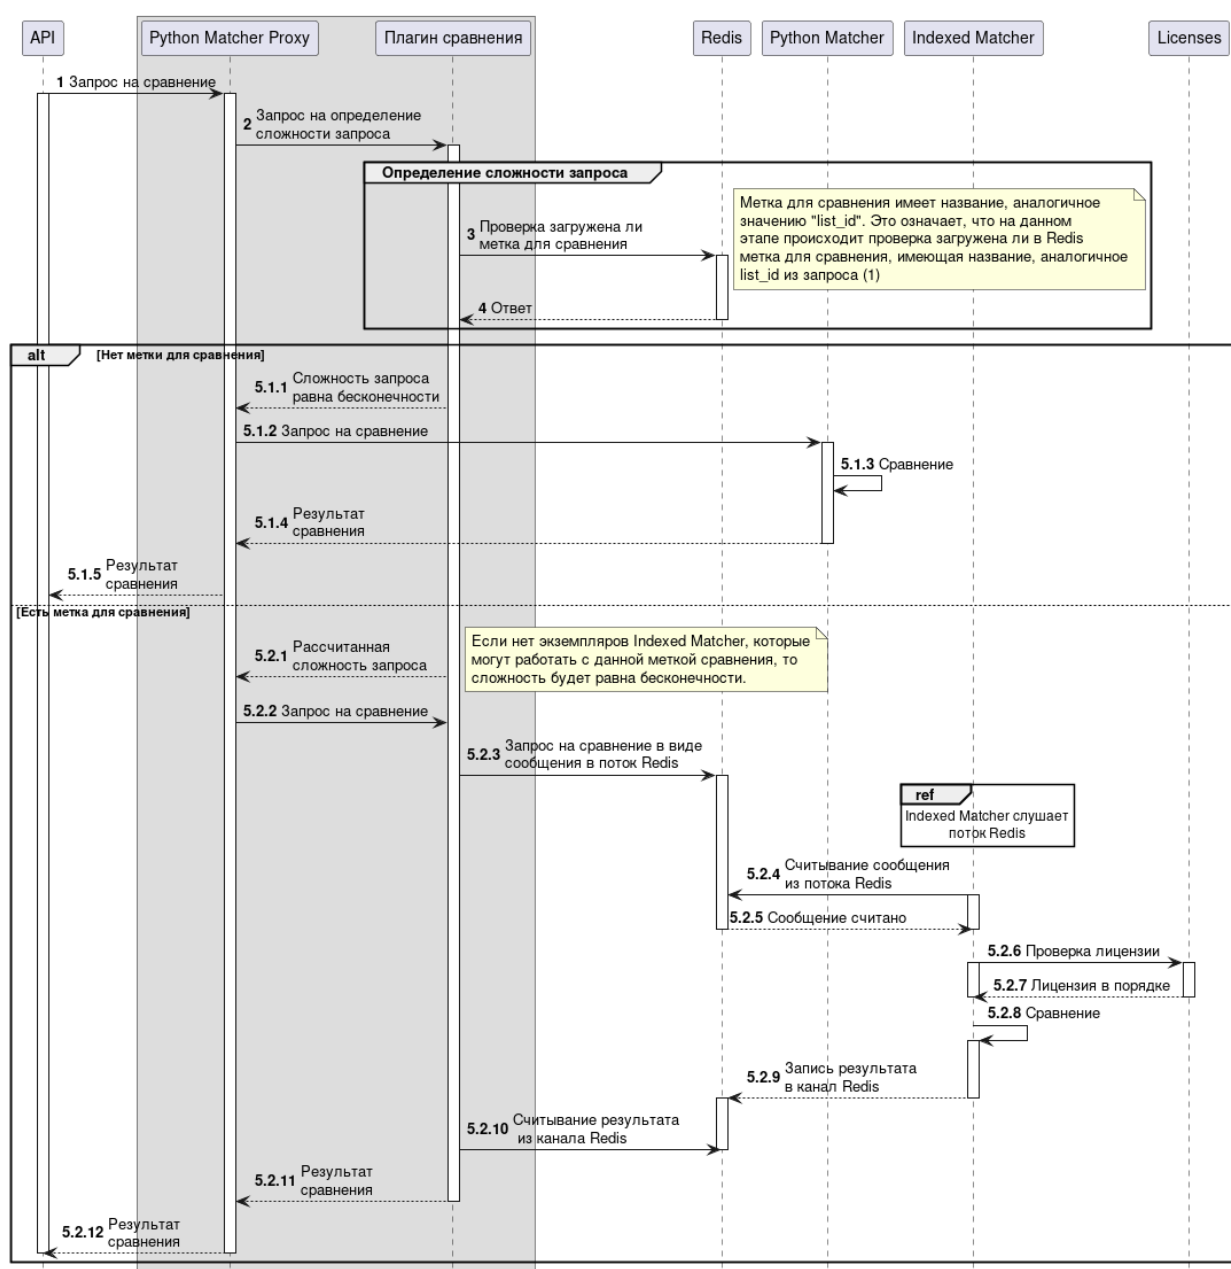 API
Python Matcher Proxy
Плагин сравнения
Redis
Python Matcher
Indexed Matcher
Licenses
1 Запрос на сравнение
2 Запрос на определение
сложности запроса
Определение сложности запроса
Метка для сравнения имеет название, аналогичное
значению "list_id". Это означает, что на данном
этапе происходит проверка загружена ли в Redis
метка для сравнения, имеющая название, аналогичное
list_id из запроса (1)
3 Проверка загружена ли
метка для сравнения
4 Ответ
alt
[Нет метки для сравнения]
5.1.1 Сложность запроса
равна бесконечности
5.1.2 Запрос на сравнение
5.1.3 Сравнение
5.1.4 Результат
сравнения
5.1.5 Результат
сравнения
[Есть метка для сравнения]
Если нет экземпляров Indexed Matcher, которые
могут работать с данной меткой сравнения, то
сложность будет равна бесконечности.
5.2.1 Рассчитанная
сложность запроса
5.2.2 Запрос на сравнение
5.2.3 Запрос на сравнение в виде
сообщения в поток Redis
ref
Indexed Matcher слушает
поток Redis
5.2.4 Считывание сообщения
из потока Redis
5.2.5 Сообщение считано
5.2.6 Проверка лицензии
5.2.7 Лицензия в порядке
5.2.8 Сравнение
5.2.9 Запись результата
в канал Redis
5.2.10 Считывание результата
из канала Redis
5.2.11 Результат
сравнения
5.2.12 Результат
сравнения